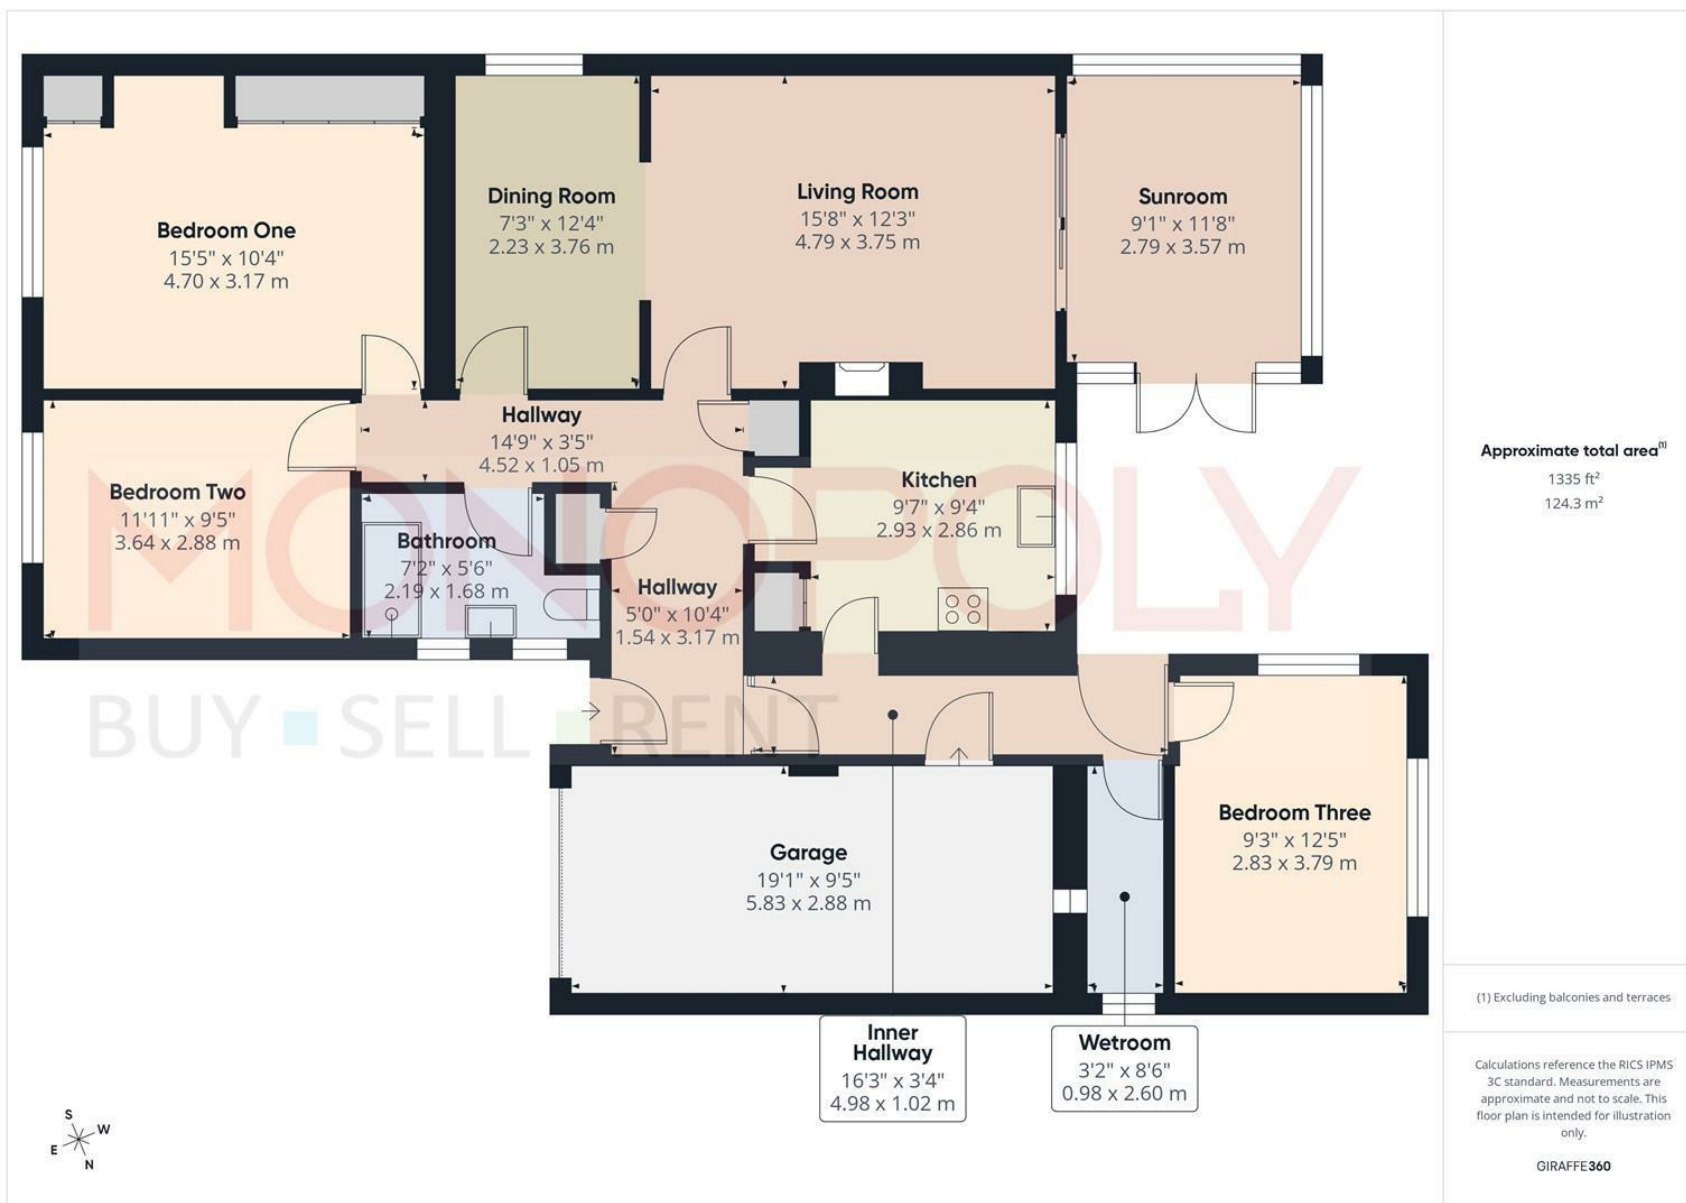 Bedroom One
15'5" x 10'4"
4.70 x 3.17 m
Dining Room
7'3" x 12'4"
2.23 x 3.76 m
Living Room
15'8" x 12'3"
4.79 x 3.75 m
Sunroom
9'1" x 11'8"
2.79 x 3.57 m
Hallway
14'9" x 3'5"
4.52 x 1.05 m
Bedroom Two
11'11" x 9'5"
3.64 x 2.88 m
Bathroom
7'2" x 5'6"
2.19 x 1.68 m
Hallway
5'0" x 10'4"
1.54 x 3.17 m
Kitchen
9'7" x 9'4"
2.93 x 2.86 m
MONOPOLY
BUY SELL RENT
Garage
19'1" x 9'5"
5.83 x 2.88 m
Bedroom Three
9'3" x 12'5"
2.83 x 3.79 m
Inner
Hallway
16'3" x 3'4"
4.98 x 1.02 m
Wetroom
3'2" x 8'6"
0.98 x 2.60 m
S
W
E
N
Approximate total area(1)
1335 ft²
124.3 m²
(1) Excluding balconies and terraces
Calculations reference the RICS IPMS
3C standard. Measurements are
approximate and not to scale. This
floor plan is intended for illustration
only.
GIRAFFE360